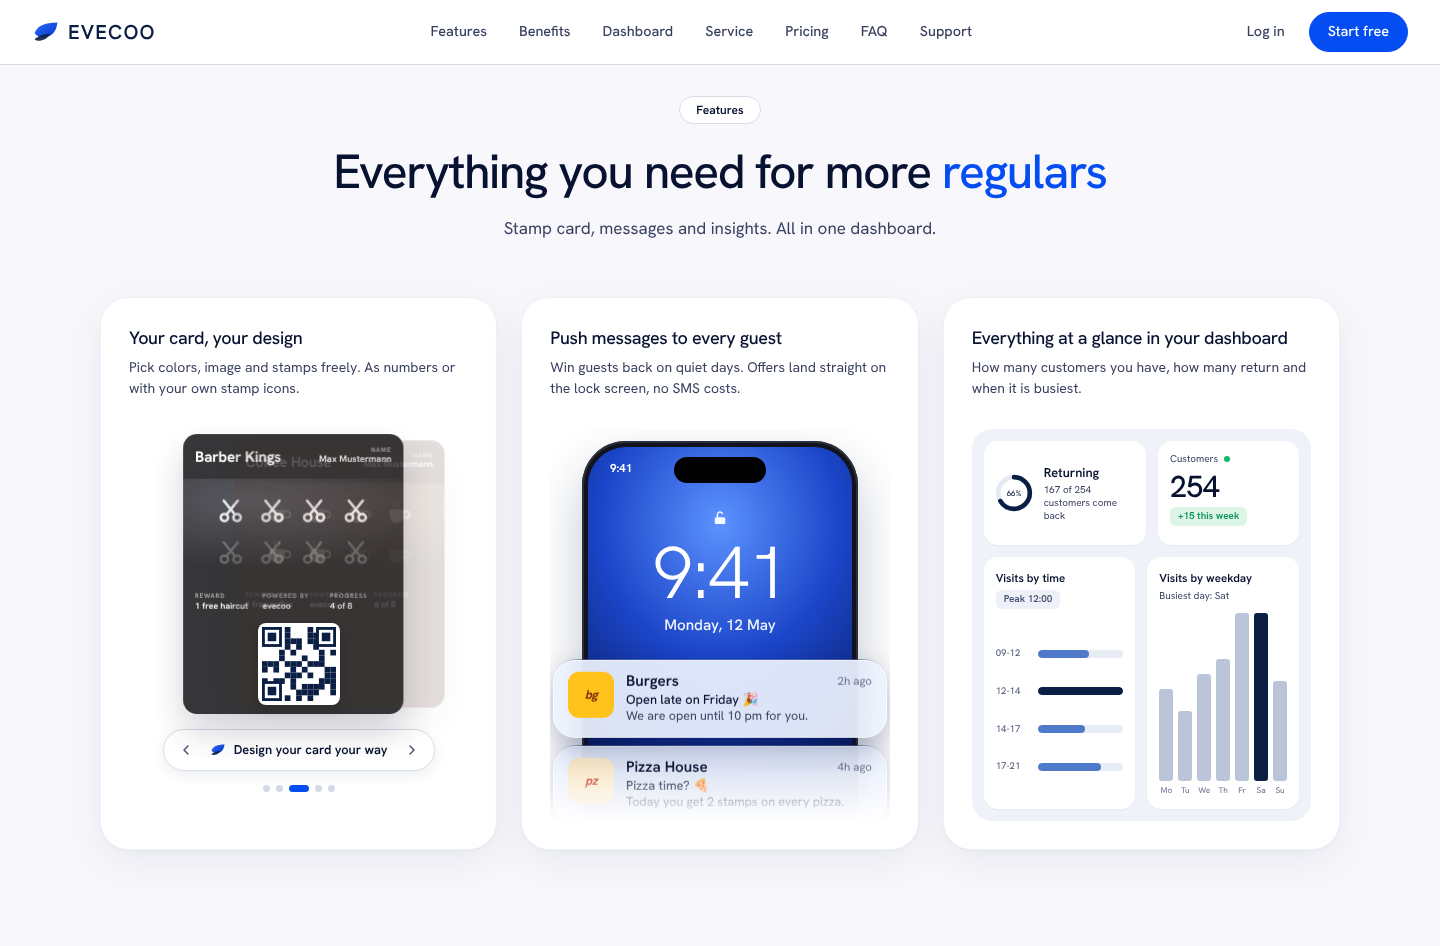 EVECOO
Features
Benefits
Dashboard
Service
Pricing
FAQ
Support
Log in
Start free
Features
Everything you need for more regulars
Stamp card, messages and insights. All in one dashboard.
Your card, your design
Pick colors, image and stamps freely. As numbers or
with your own stamp icons.
Barber Kings
Coffee House
NAME
Max Mustermann
NAME
Max Mustermann
REWARD
1 free haircut
POWERED BY
evecoo
PROGRESS
4 of 8
6 of 8
Design your card your way
Push messages to every guest
Win guests back on quiet days. Offers land straight on
the lock screen, no SMS costs.
9:41
9:41
Monday, 12 May
bg
Burgers
2h ago
Open late on Friday 🎉
We are open until 10 pm for you.
pz
Pizza House
4h ago
Pizza time? 🍕
Today you get 2 stamps on every pizza.
Everything at a glance in your dashboard
How many customers you have, how many return and
when it is busiest.
66%
Returning
167 of 254
customers come
back
Customers
254
+15 this week
Visits by time
Peak 12:00
09-12
12-14
14-17
17-21
Visits by weekday
Busiest day: Sat
Mo Tu We Th Fr Sa Su